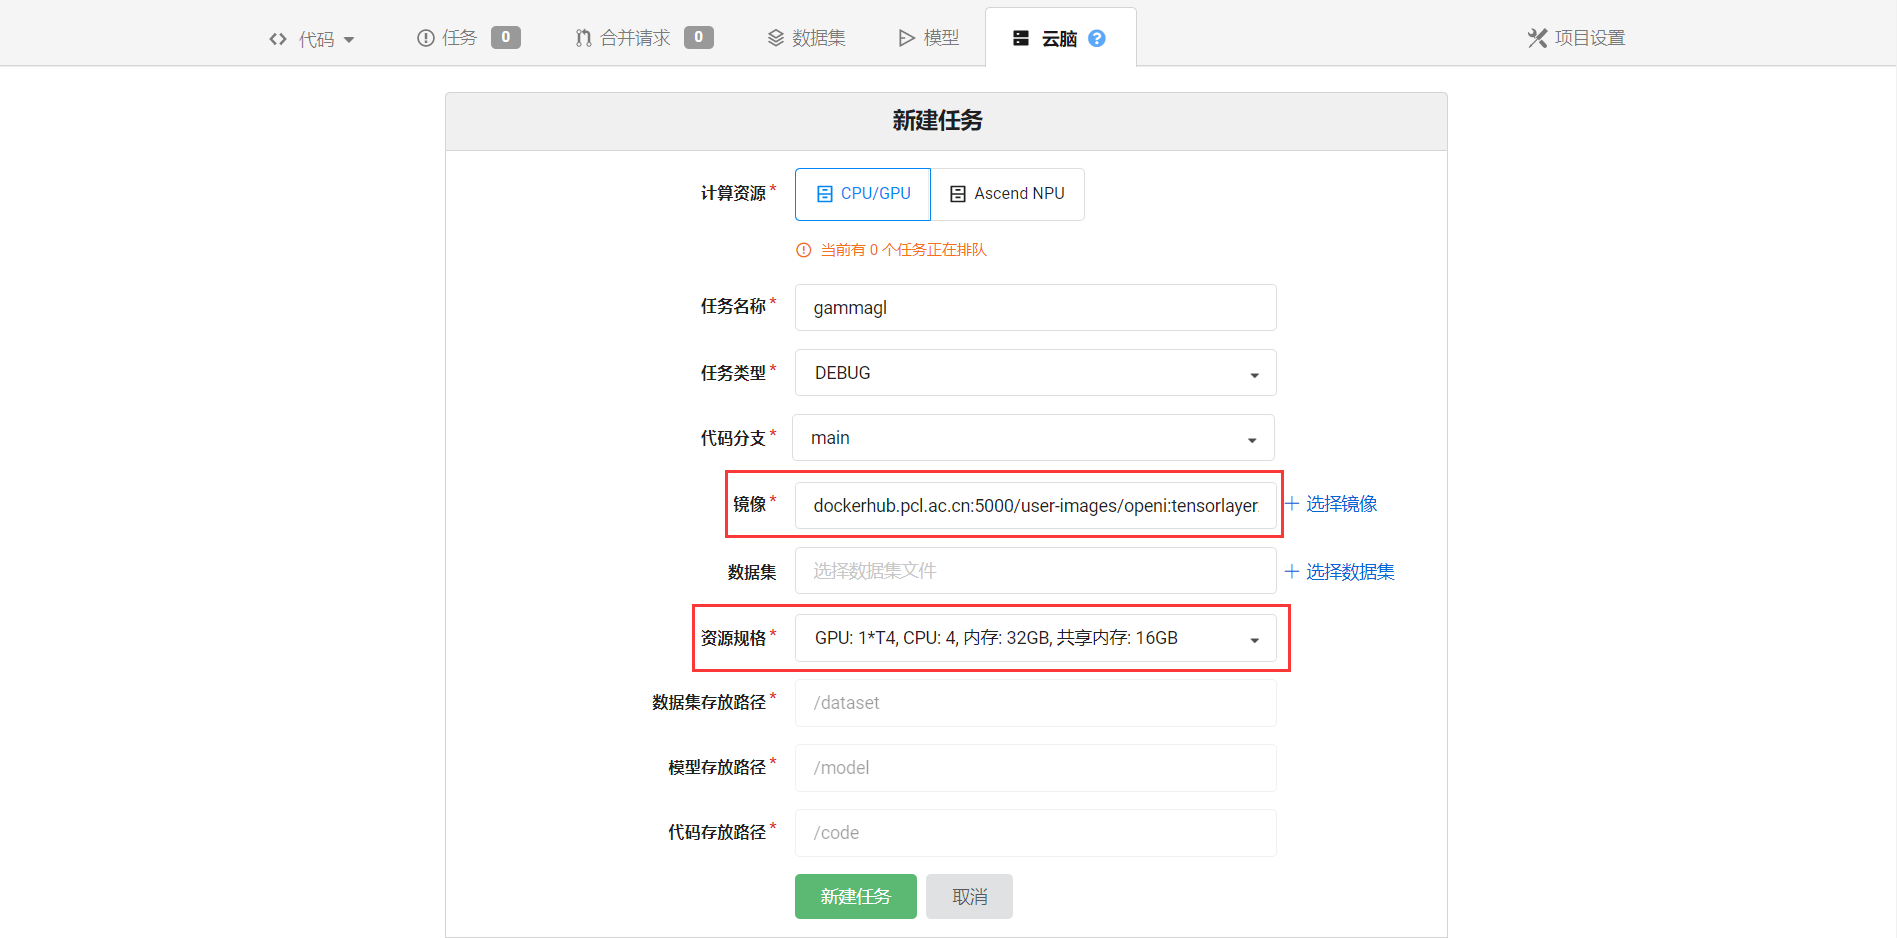 代码 任务 0 合并请求 0 数据集 模型 云脑 ? 项目设置
新建任务
计算资源* CPU/GPU Ascend NPU
当前有 0 个任务正在排队
任务名称* gammagl
任务类型* DEBUG
代码分支* main
镜像* dockerhub.pcl.ac.cn:5000/user-images/openi:tensorlayer + 选择镜像
数据集 选择数据集文件 + 选择数据集
资源规格* GPU: 1*T4, CPU: 4, 内存: 32GB, 共享内存: 16GB
数据集存放路径* /dataset
模型存放路径* /model
代码存放路径* /code
新建任务 取消